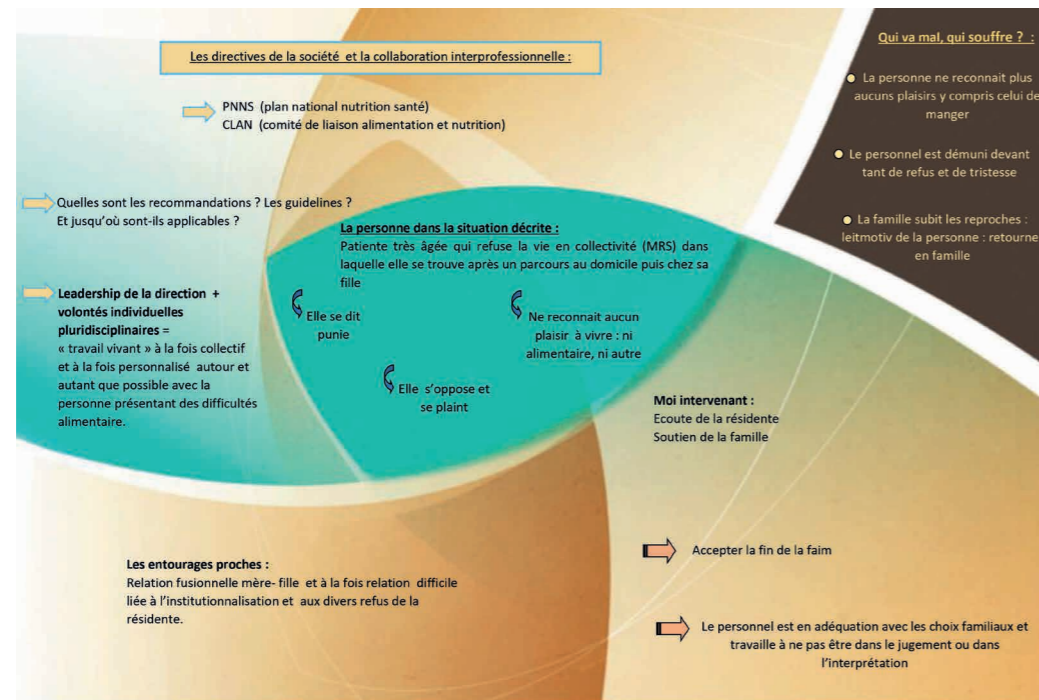 Les directives de la société et la collaboration interprofessionnelle :
PNNS (plan national nutrition santé)
CLAN (comité de liaison alimentation et nutrition)
Qui va mal, qui souffre ? :
La personne ne reconnait plus
aucuns plaisirs y compris celui de
manger
Le personnel est démuni devant
tant de refus et de tristesse
La famille subit les reproches :
leitmotiv de la personne : retourne
en famille
Quelles sont les recommandations ? Les guidelines ?
Et jusqu’où sont-ils applicables ?
La personne dans la situation décrite :
Patiente très âgée qui refuse la vie en collectivité (MRS) dans
laquelle elle se trouve après un parcours au domicile puis chez sa
fille
Elle se dit
punie
Ne reconnait aucun
plaisir à vivre : ni
alimentaire, ni autre
Elle s’oppose et
se plaint
Leadership de la direction +
volontés individuelles
pluridisciplinaires =
« travail vivant » à la fois collectif
et à la fois personnalisé autour et
autant que possible avec la
personne présentant des difficultés
alimentaire.
Moi intervenant :
Ecoute de la résidente
Soutien de la famille
Accepter la fin de la faim
Le personnel est en adéquation avec les choix familiaux et
travaille à ne pas être dans le jugement ou dans
l’interprétation
Les entourages proches :
Relation fusionnelle mère- fille et à la fois relation difficile
liée à l’institutionnalisation et aux divers refus de la
résidente.